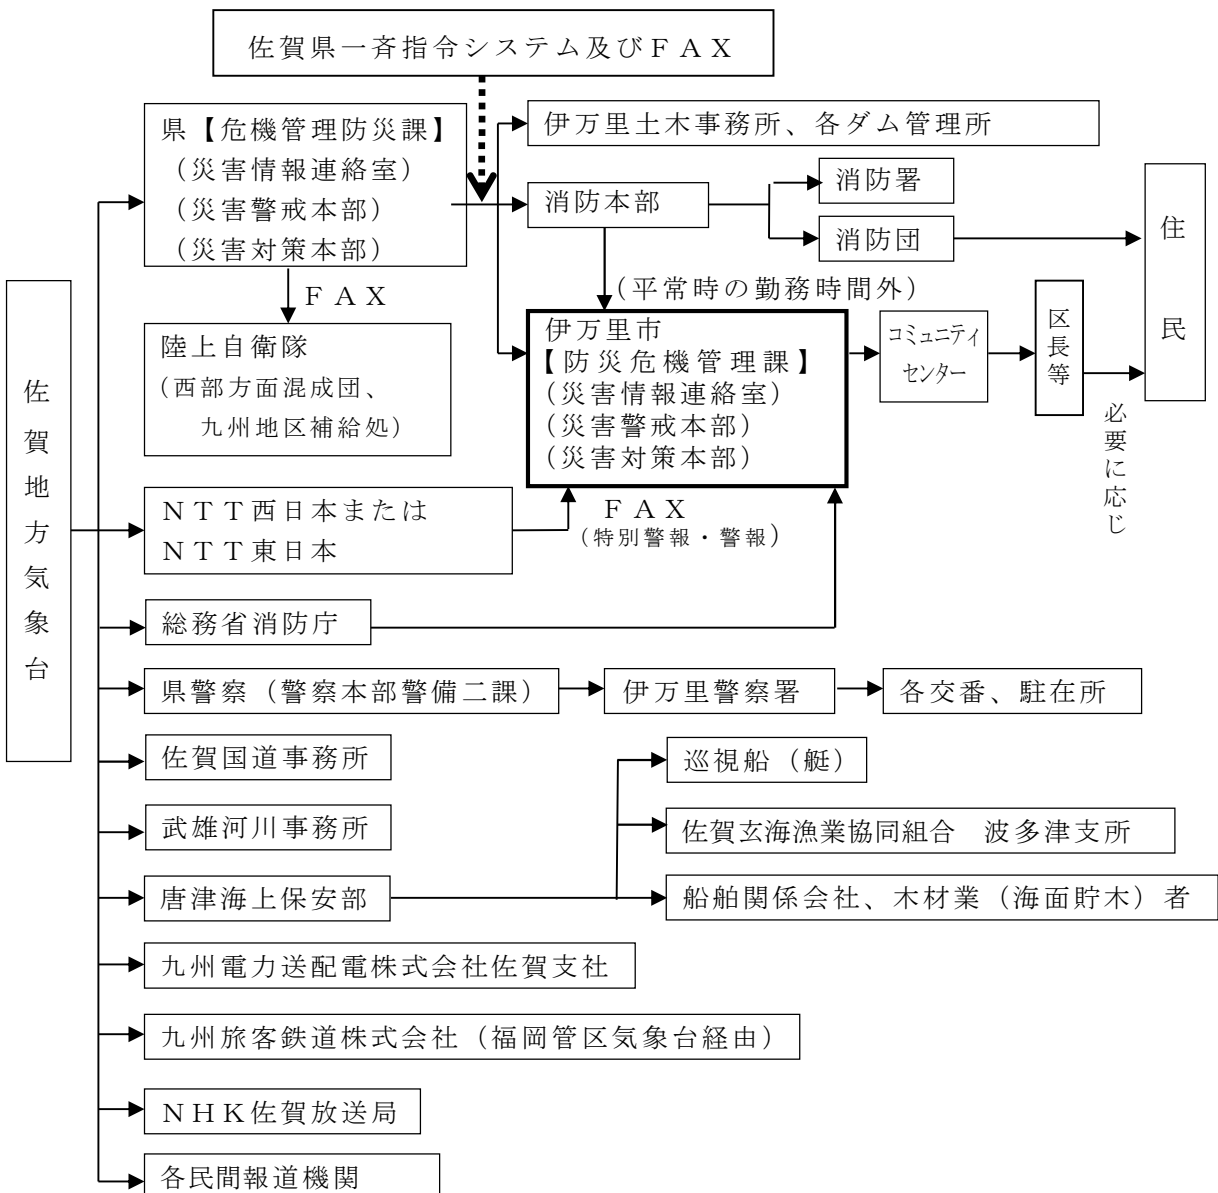 佐賀県一斉指令システム及びＦＡＸ
県【危機管理防災課】
（災害情報連絡室）
（災害警戒本部）
（災害対策本部）
伊万里土木事務所、各ダム管理所
消防本部
消防署
消防団
住民
ＦＡＸ
（平常時の勤務時間外）
陸上自衛隊
（西部方面混成団、
九州地区補給処）
伊万里市
【防災危機管理課】
（災害情報連絡室）
（災害警戒本部）
（災害対策本部）
コミュニティ
センター
区長等
必要に応じ
佐賀地方気象台
ＮＴＴ西日本または
ＮＴＴ東日本
ＦＡＸ
（特別警報・警報）
総務省消防庁
県警察（警察本部警備二課）
伊万里警察署
各交番、駐在所
佐賀国道事務所
巡視船（艇）
武雄河川事務所
佐賀玄海漁業協同組合　波多津支所
唐津海上保安部
船舶関係会社、木材業（海面貯木）者
九州電力送配電株式会社佐賀支社
九州旅客鉄道株式会社（福岡管区気象台経由）
ＮＨＫ佐賀放送局
各民間報道機関